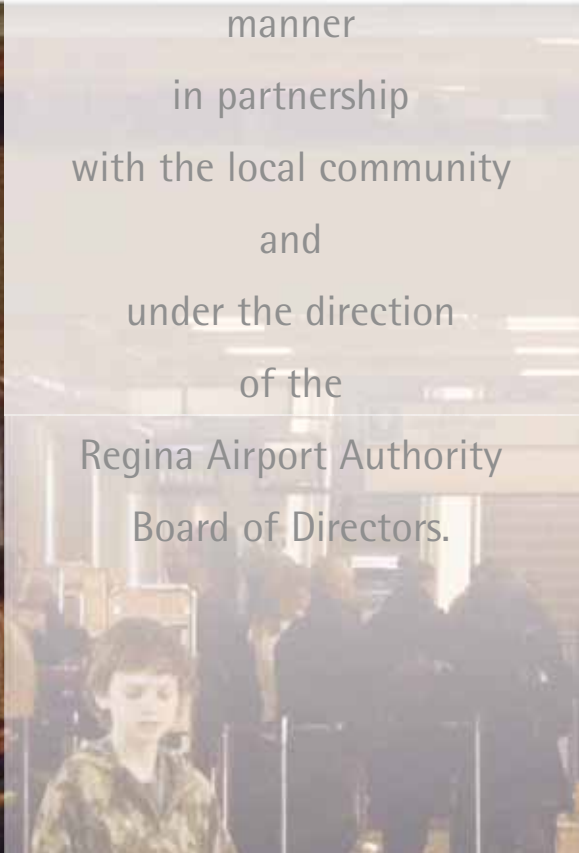 manner
in partnership
with the local community
and
under the direction
of the
Regina Airport Authority
Board of Directors.